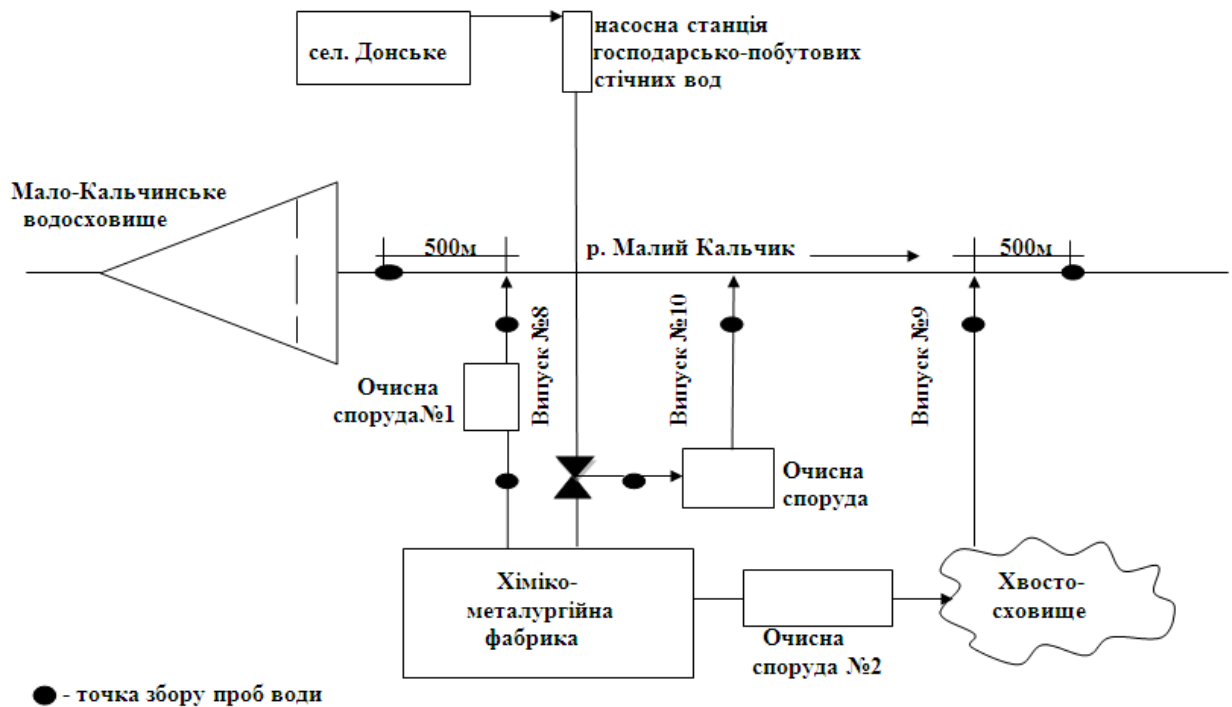 сел. Донське
насосна станція
господарсько-побутових
стічних вод
Мало-Кальчинське
водосховище
500м
р. Малий Кальчик
500м
Випуск №8
Випуск №10
Випуск №9
Очисна
споруда№1
Очисна
споруда
Хіміко-
металургійна
фабрика
Очисна
споруда №2
Хвосто-
сховище
- точка збору проб води